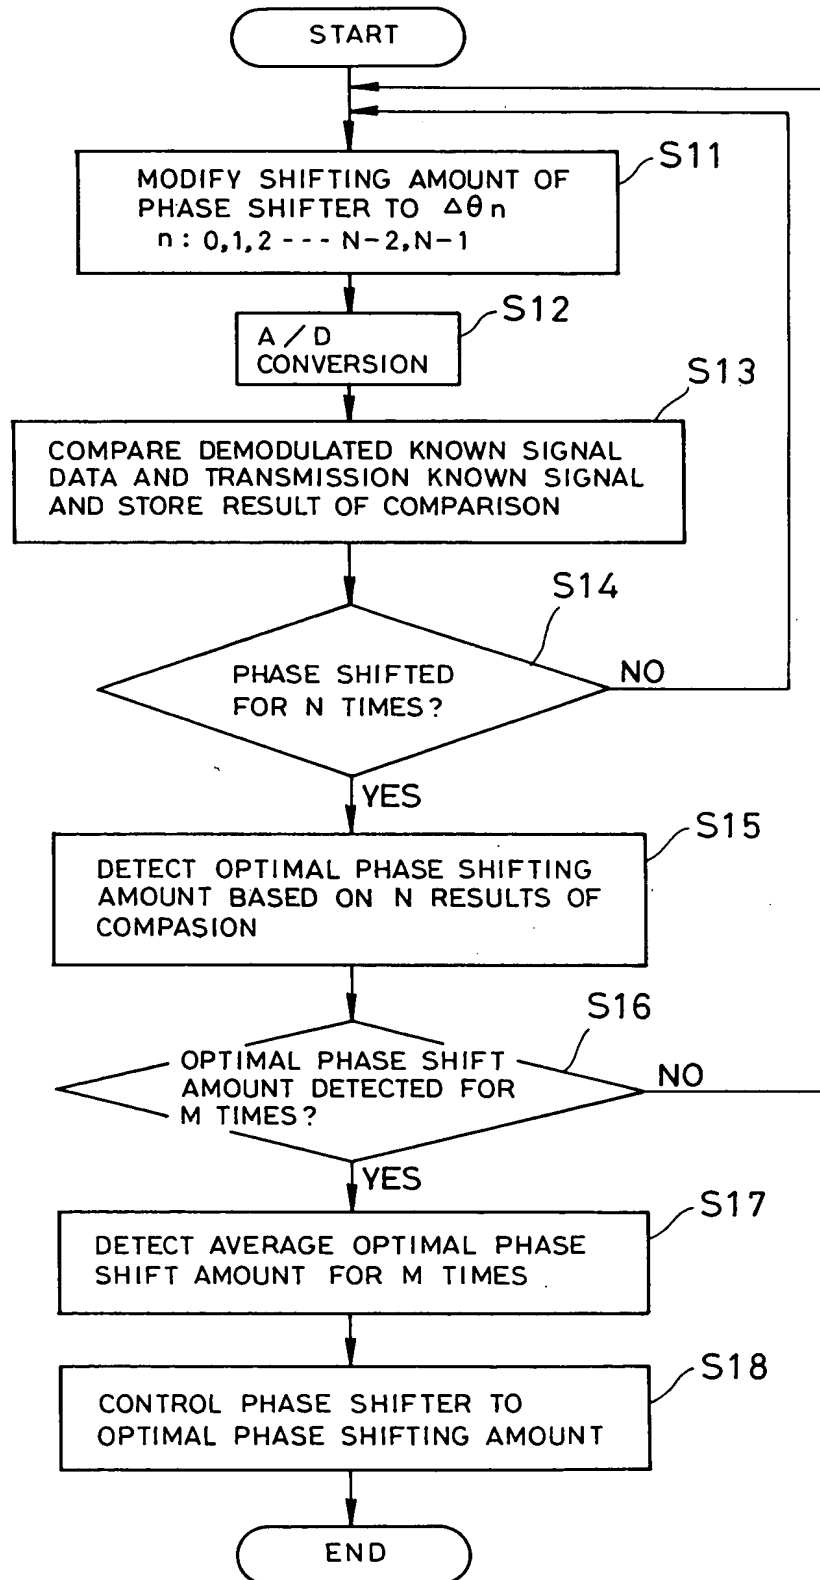 START
S11
MODIFY SHIFTING AMOUNT OF
PHASE SHIFTER TO Δθn
n: 0,1,2 --- N-2,N-1
S12
A/D
CONVERSION
S13
COMPARE DEMODULATED KNOWN SIGNAL
DATA AND TRANSMISSION KNOWN SIGNAL
AND STORE RESULT OF COMPARISON
S14
PHASE SHIFTED
FOR N TIMES?
NO
YES
S15
DETECT OPTIMAL PHASE SHIFTING
AMOUNT BASED ON N RESULTS OF
COMPASION
S16
OPTIMAL PHASE SHIFT
AMOUNT DETECTED FOR
M TIMES?
NO
YES
S17
DETECT AVERAGE OPTIMAL PHASE
SHIFT AMOUNT FOR M TIMES
S18
CONTROL PHASE SHIFTER TO
OPTIMAL PHASE SHIFTING AMOUNT
END